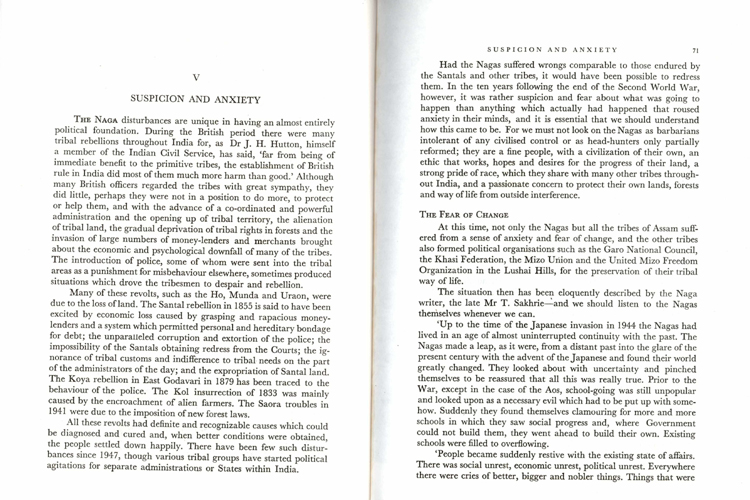 V
SUSPICION AND ANXIETY
THE NAGA disturbances are unique in having an almost entirely
political foundation. During the British period there were many
tribal rebellions throughout India for, as Dr J. H. Hutton, himself
a member of the Indian Civil Service, has said, 'far from being of
immediate benefit to the primitive tribes, the establishment of British
rule in India did most of them much more harm than good.' Although
many British officers regarded the tribes with great sympathy, they
did little, perhaps they were not in a position to do more, to protect
or help them, and with the advance of a co-ordinated and powerful
administration and the opening up of tribal territory, the alienation
of tribal land, the gradual deprivation of tribal rights in forests and the
invasion of large numbers of money-lenders and merchants brought
about the economic and psychological downfall of many of the tribes.
The introduction of police, some of whom were sent into the tribal
areas as a punishment for misbehaviour elsewhere, sometimes produced
situations which drove the tribesmen to despair and rebellion.
Many of these revolts, such as the Ho, Munda and Uraon, were
due to the loss of land. The Santal rebellion in 1855 is said to have been
excited by economic loss caused by grasping and rapacious money-
lenders and a system which permitted personal and hereditary bondage
for debt; the unparalleled corruption and extortion of the police; the
impossibility of the Santals obtaining redress from the Courts; the ig-
norance of tribal customs and indifference to tribal needs on the part
of the administrators of the day; and the expropriation of Santal land.
The Koya rebellion in East Godavari in 1879 has been traced to the
behaviour of the police. The Kol insurrection of 1833 was mainly
caused by the encroachment of alien farmers. The Saora troubles in
1941 were due to the imposition of new forest laws.
All these revolts had definite and recognizable causes which could
be diagnosed and cured and, when better conditions were obtained,
the people settled down happily. There have been few such distur-
bances since 1947, though various tribal groups have started political
agitations for separate administrations or States within India.
SUSPICION AND ANXIETY 71
Had the Nagas suffered wrongs comparable to those endured by
the Santals and other tribes, it would have been possible to redress
them. In the ten years following the end of the Second World War,
however, it was rather suspicion and fear about what was going to
happen than anything which actually had happened that roused
anxiety in their minds, and it is essential that we should understand
how this came to be. For we must not look on the Nagas as barbarians
intolerant of any civilised control or as head-hunters only partially
reformed; they are a fine people, with a civilization of their own, an
ethic that works, hopes and desires for the progress of their land, a
strong pride of race, which they share with many other tribes through-
out India, and a passionate concern to protect their own lands, forests
and way of life from outside interference.
THE FEAR OF CHANGE
At this time, not only the Nagas but all the tribes of Assam suff-
ered from a sense of anxiety and fear of change, and the other tribes
also formed political organisations such as the Garo National Council,
the Khasi Federation, the Mizo Union and the United Mizo Freedom
Organization in the Lushai Hills, for the preservation of their tribal
way of life.
The situation then has been eloquently described by the Naga
writer, the late Mr T. Sakhrie—and we should listen to the Nagas
themselves whenever we can.
'Up to the time of the Japanese invasion in 1944 the Nagas had
lived in an age of almost uninterrupted continuity with the past. The
Nagas made a leap, as it were, from a distant past into the glare of the
present century with the advent of the Japanese and found their world
greatly changed. They looked about with uncertainty and pinched
themselves to be reassured that all this was really true. Prior to the
War, except in the case of the Aos, school-going was still unpopular
and looked upon as a necessary evil which had to be put up with some-
how. Suddenly they found themselves clamouring for more and more
schools in which they saw social progress and, where Government
could not build them, they went ahead to build their own. Existing
schools were filled to overflowing.
'People became suddenly restive with the existing state of affairs.
There was social unrest, economic unrest, political unrest. Everywhere
there were cries of better, bigger and nobler things. Things that were